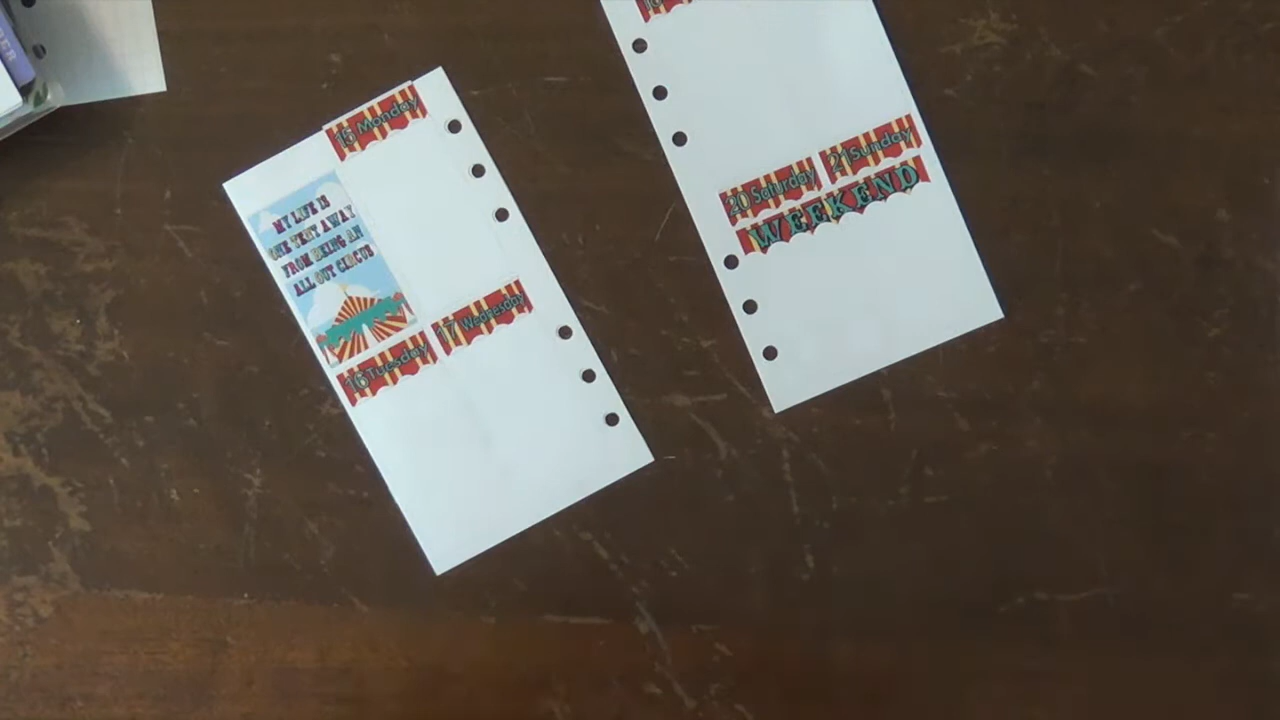 15 Monday
MY LIFE IS
ONE TENT AWAY
FROM BEING AN
ALL OUT CIRCUS
16 Tuesday
17 Wednesday
20 Saturday
21 Sunday
WEEKEND